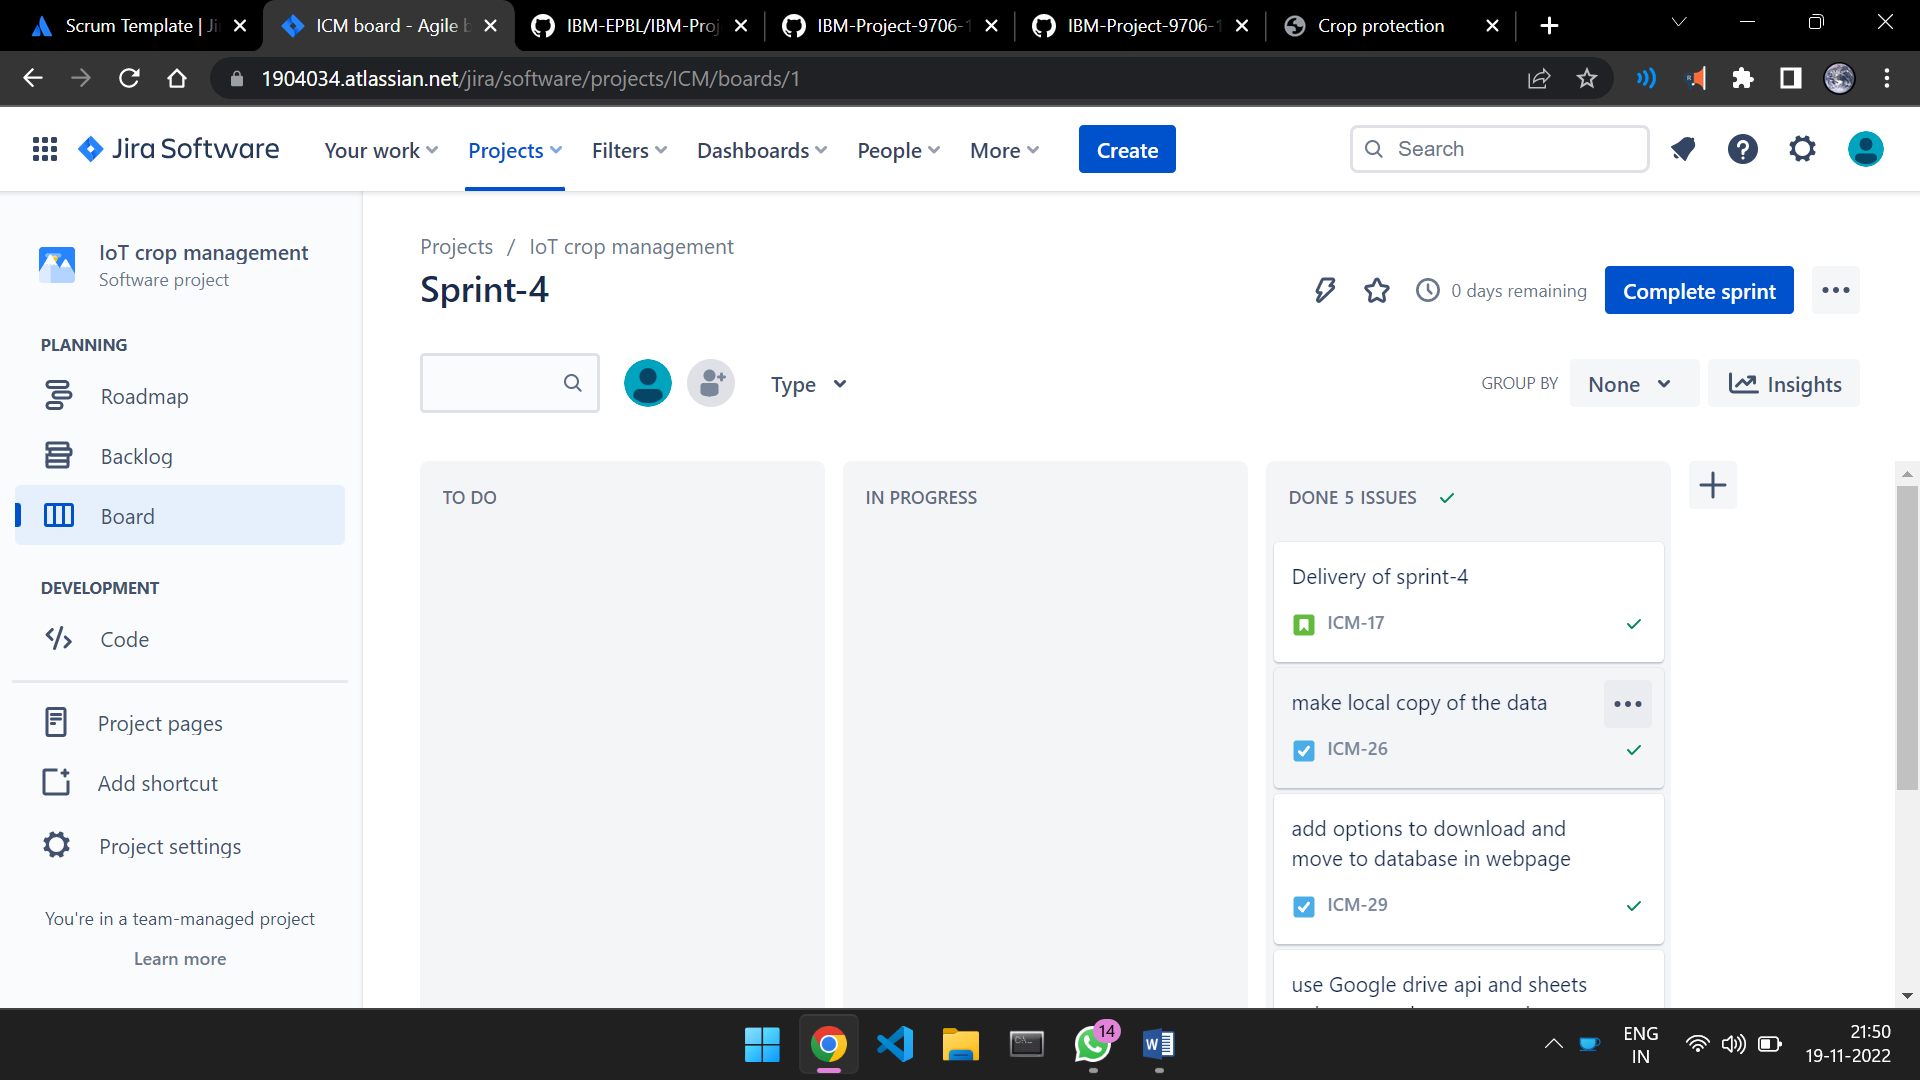 Scrum Template | Ji
ICM board - Agile b
IBM-EPBL/IBM-Proj
IBM-Project-9706-1
IBM-Project-9706-1
Crop protection
1904034.atlassian.net/jira/software/projects/ICM/boards/1
Jira Software
Your work
Projects
Filters
Dashboards
People
More
Create
Search
IoT crop management
Software project
PLANNING
Roadmap
Backlog
Board
DEVELOPMENT
Code
Project pages
Add shortcut
Project settings
You're in a team-managed project
Learn more
Projects / IoT crop management
Sprint-4
0 days remaining
Complete sprint
Type
GROUP BY
None
Insights
TO DO
IN PROGRESS
DONE 5 ISSUES
Delivery of sprint-4
ICM-17
make local copy of the data
ICM-26
add options to download and
move to database in webpage
ICM-29
use Google drive api and sheets
14
ENG
IN
21:50
19-11-2022